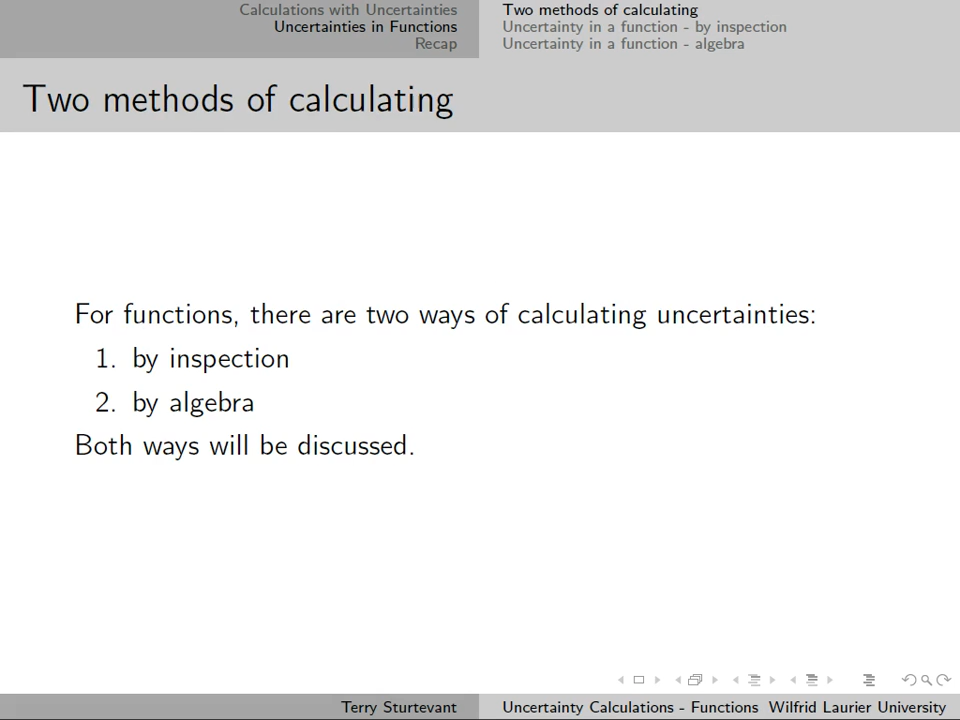 Calculations with Uncertainties
Uncertainties in Functions
Recap
Two methods of calculating
Uncertainty in a function - by inspection
Uncertainty in a function - algebra
Two methods of calculating
For functions, there are two ways of calculating uncertainties:
1. by inspection
2. by algebra
Both ways will be discussed.
Terry Sturtevant
Uncertainty Calculations - Functions Wilfrid Laurier University